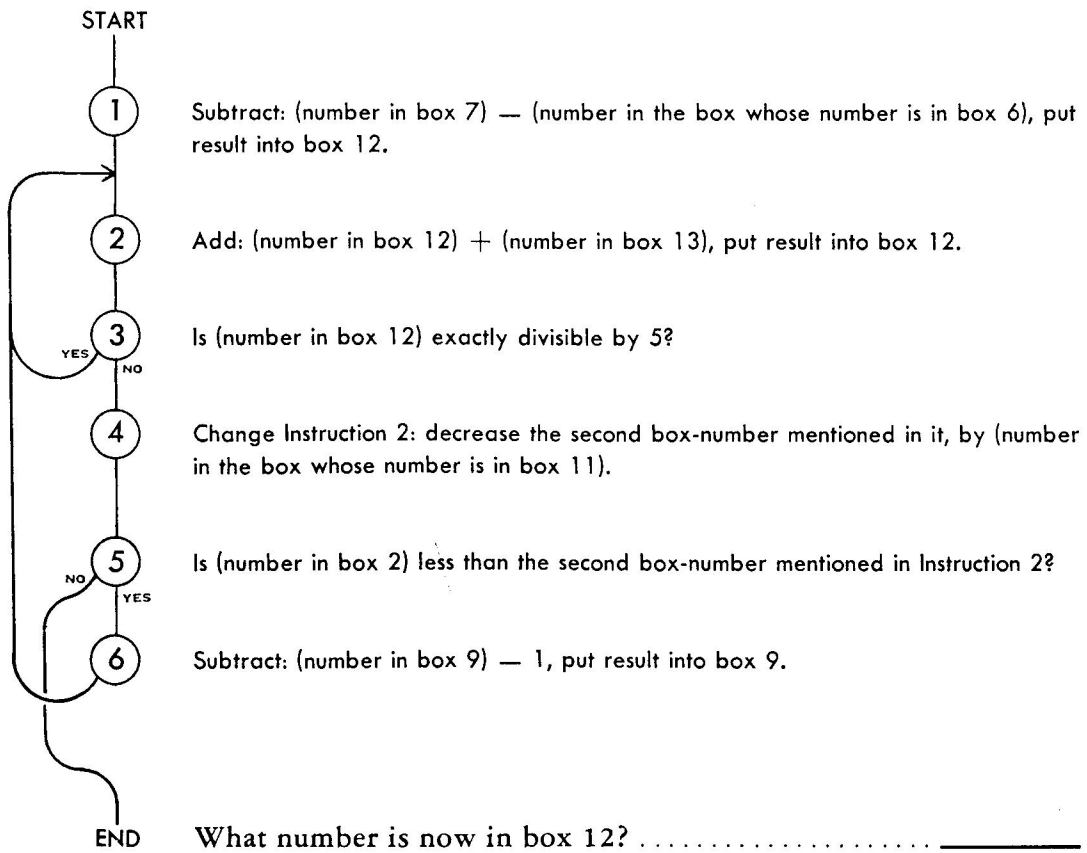 START
1 Subtract: (number in box 7) — (number in the box whose number is in box 6), put
result into box 12.
2 Add: (number in box 12) + (number in box 13), put result into box 12.
3 Is (number in box 12) exactly divisible by 5?
YES
NO
4 Change Instruction 2: decrease the second box-number mentioned in it, by (number
in the box whose number is in box 11).
5 Is (number in box 2) less than the second box-number mentioned in Instruction 2?
NO
YES
6 Subtract: (number in box 9) — 1, put result into box 9.
END What number is now in box 12? ..................... ________